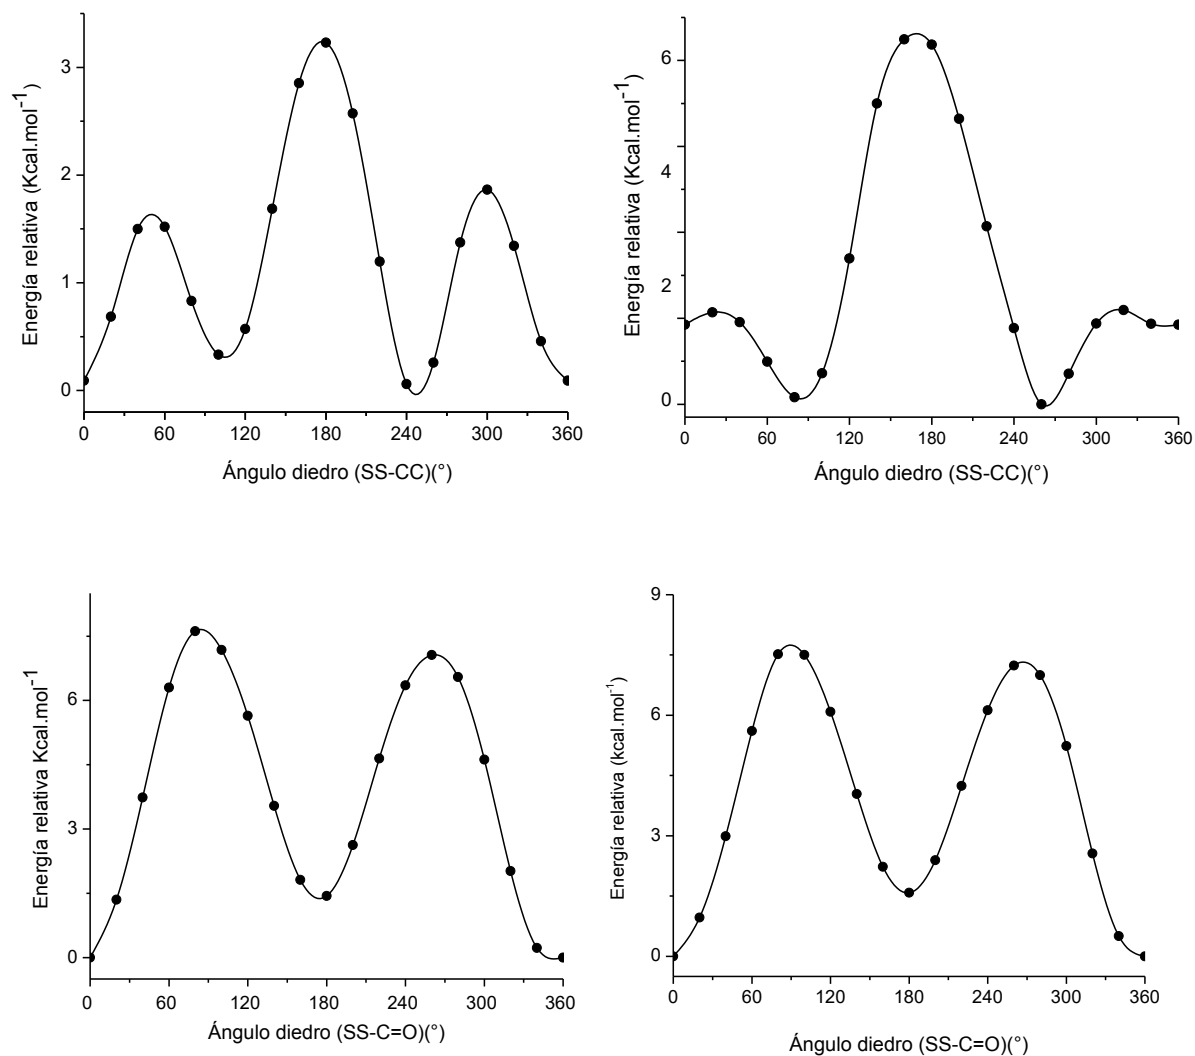 Energía relativa (Kcal.mol-1)
3
2
1
0
0 60 120 180 240 300 360
Ángulo diedro (SS-CC)(°)
Energía relativa (Kcal.mol-1)
6
4
2
0
0 60 120 180 240 300 360
Ángulo diedro (SS-CC)(°)
Energía relativa Kcal.mol-1
6
3
0
0 60 120 180 240 300 360
Ángulo diedro (SS-C=O)(°)
Energía relativa (kcal.mol-1)
9
6
3
0
0 60 120 180 240 300 360
Ángulo diedro (SS-C=O)(°)